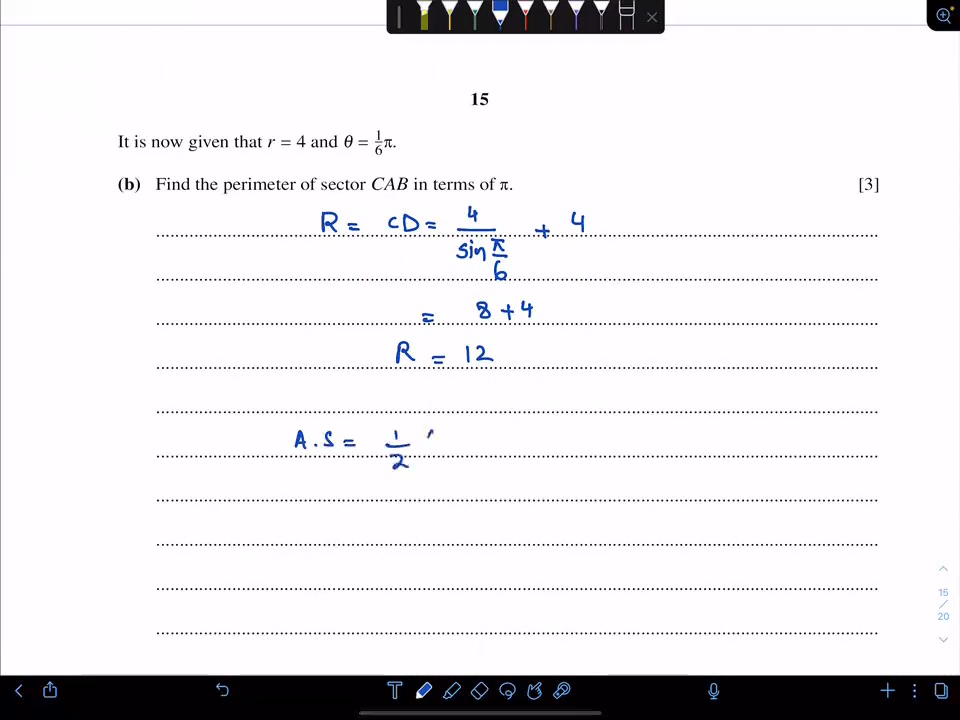 15
It is now given that r = 4 and θ = 1/6 π.
(b) Find the perimeter of sector CAB in terms of π. [3]
R = CD = 4 / sin π/6 + 4
= 8 + 4
R = 12
A.S = 1/2
15
/
20